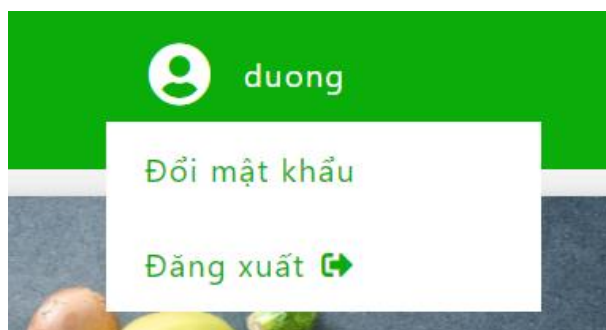 duong
Đổi mật khẩu
Đăng xuất